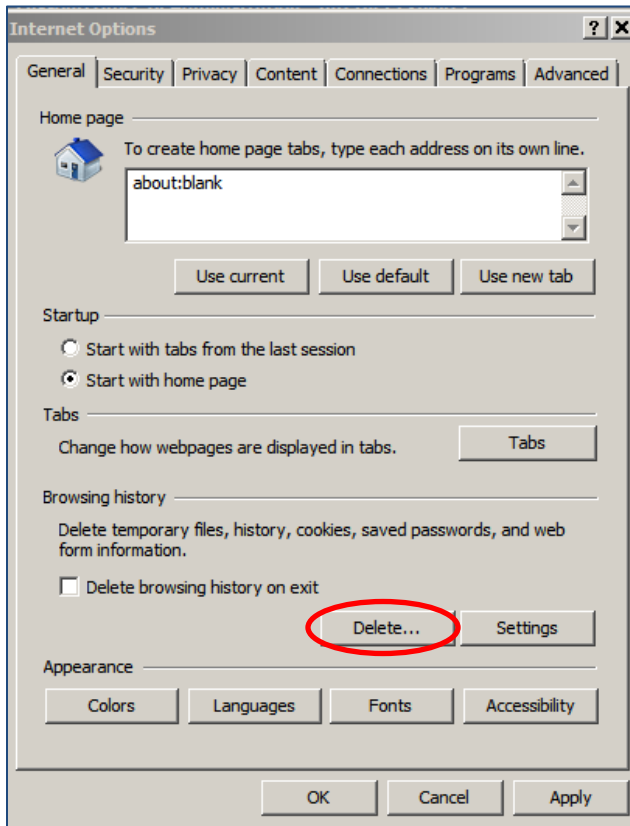 Internet Options
General Security Privacy Content Connections Programs Advanced
Home page
To create home page tabs, type each address on its own line.
about:blank
Use current Use default Use new tab
Startup
Start with tabs from the last session
Start with home page
Tabs
Change how webpages are displayed in tabs.
Tabs
Browsing history
Delete temporary files, history, cookies, saved passwords, and web
form information.
Delete browsing history on exit
Delete... Settings
Appearance
Colors Languages Fonts Accessibility
OK Cancel Apply